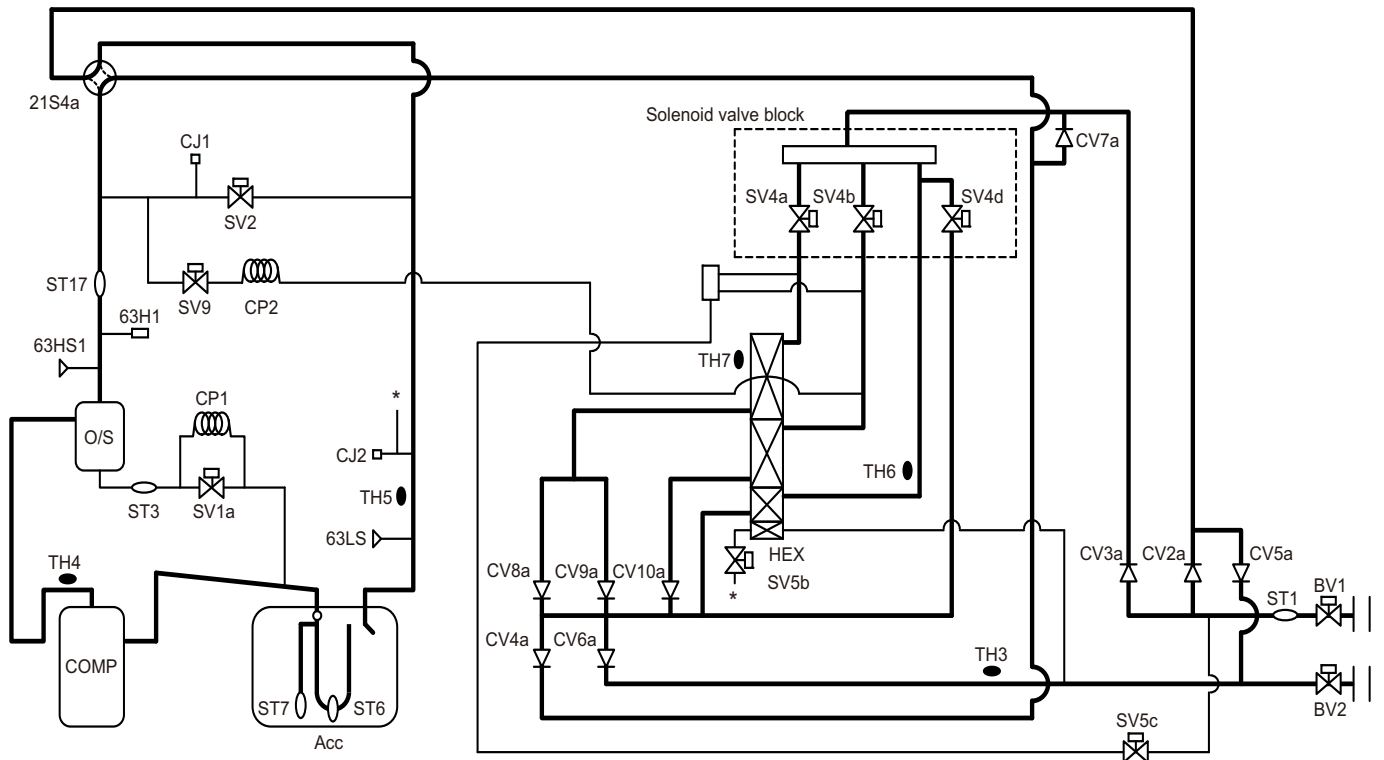 21S4a
CJ1
SV2
ST17
SV9
CP2
63H1
63HS1
CP1
*
O/S
CJ2
ST3
SV1a
TH5
63LS
TH4
COMP
ST7
ST6
Acc
Solenoid valve block
CV7a
SV4a
SV4b
SV4d
TH7
TH6
HEX
SV5b
*
CV8a
CV9a
CV10a
CV3a
CV2a
CV5a
ST1
BV1
CV4a
CV6a
TH3
BV2
SV5c